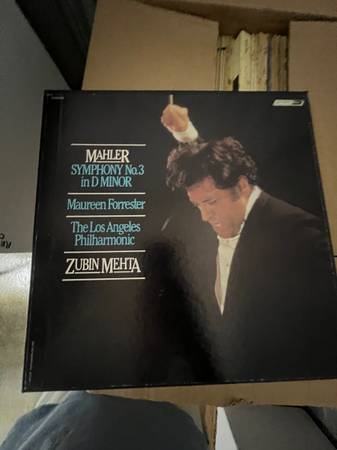 MAHLER
SYMPHONY No.3
in D MINOR
Maureen Forrester
The Los Angeles
Philharmonic
ZUBIN MEHTA